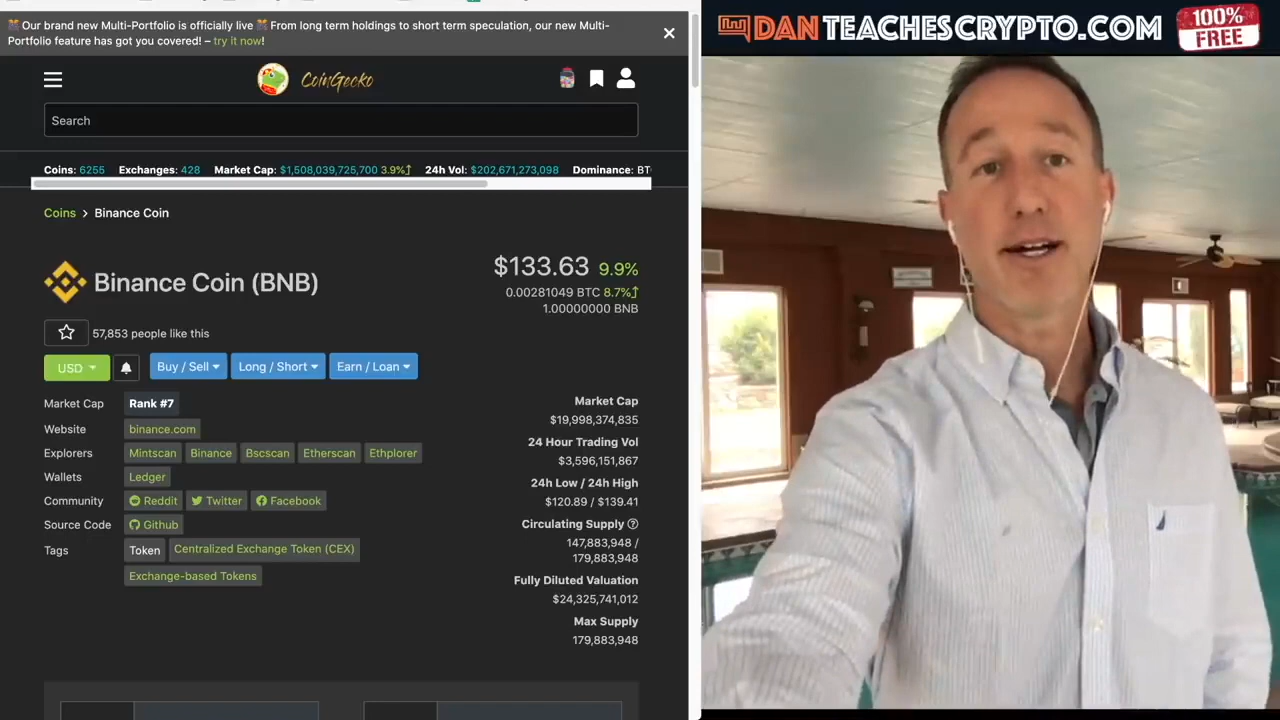 🎊Our brand new Multi-Portfolio is officially live 🎊 From long term holdings to short term speculation, our new Multi-
Portfolio feature has got you covered! – try it now!
CoinGecko
Search
Coins: 6255 Exchanges: 428 Market Cap: $1,508,039,725,700 3.9% 24h Vol: $202,671,273,098 Dominance: BT
Coins > Binance Coin
Binance Coin (BNB)
$133.63 9.9%
0.00281049 BTC 8.7%
1.00000000 BNB
57,853 people like this
USD
Buy / Sell Long / Short Earn / Loan
Market Cap Rank #7
Website binance.com
Explorers Mintscan Binance Bscscan Etherscan Ethplorer
Wallets Ledger
Community Reddit Twitter Facebook
Source Code Github
Tags Token Centralized Exchange Token (CEX)
Exchange-based Tokens
Market Cap
$19,998,374,835
24 Hour Trading Vol
$3,596,151,867
24h Low / 24h High
$120.89 / $139.41
Circulating Supply
147,883,948 /
179,883,948
Fully Diluted Valuation
$24,325,741,012
Max Supply
179,883,948
DANTEACHESCRYPTO.COM
100%
FREE